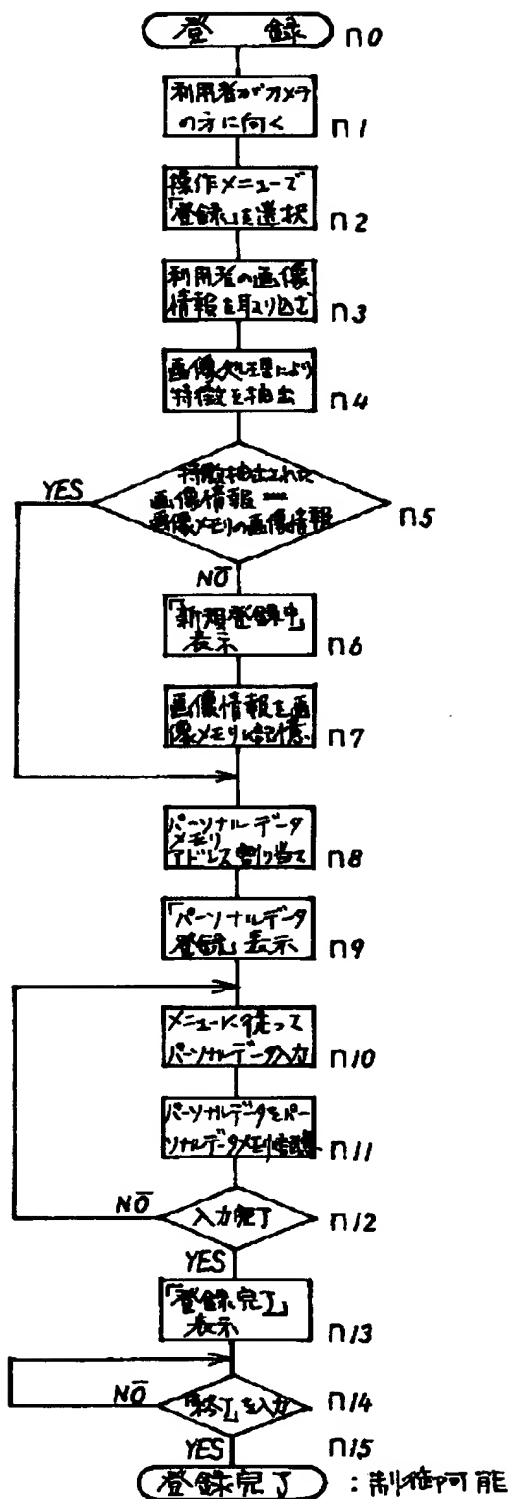 登 録 n0
利用者がカメラ
の方に向く n1
操作メニューで
「登録」を選択 n2
利用者の画像
情報を取り込む n3
画像処理により
特徴を抽出 n4
特徴抽出された
画像情報
画像メモリの画像情報 n5
YES
NO
「新規登録中」
表示 n6
画像情報を画
像メモリに記憶 n7
パーソナルデータ
メモリ
アドレス割り当て n8
「パーソナルデータ
登録」表示 n9
メニューに従って
パーソナルデータ入力 n10
パーソナルデータをパー
ソナルデータメモリに記憶 n11
NO
入力完了 n12
YES
「登録完了」
表示 n13
NO
「終了」を入力 n14
YES n15
登録完了 : 制御可能